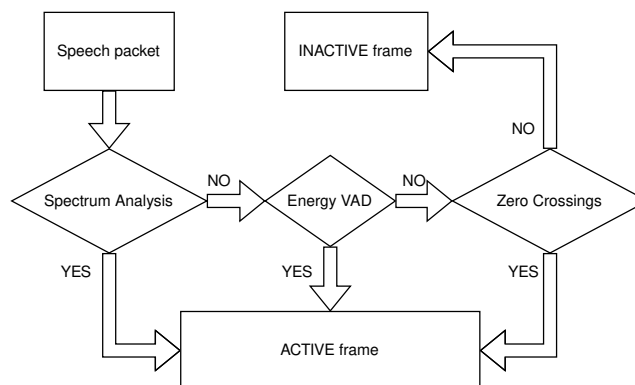 Speech packet
INACTIVE frame
NO
Spectrum Analysis
NO
Energy VAD
NO
Zero Crossings
YES
YES
YES
ACTIVE frame